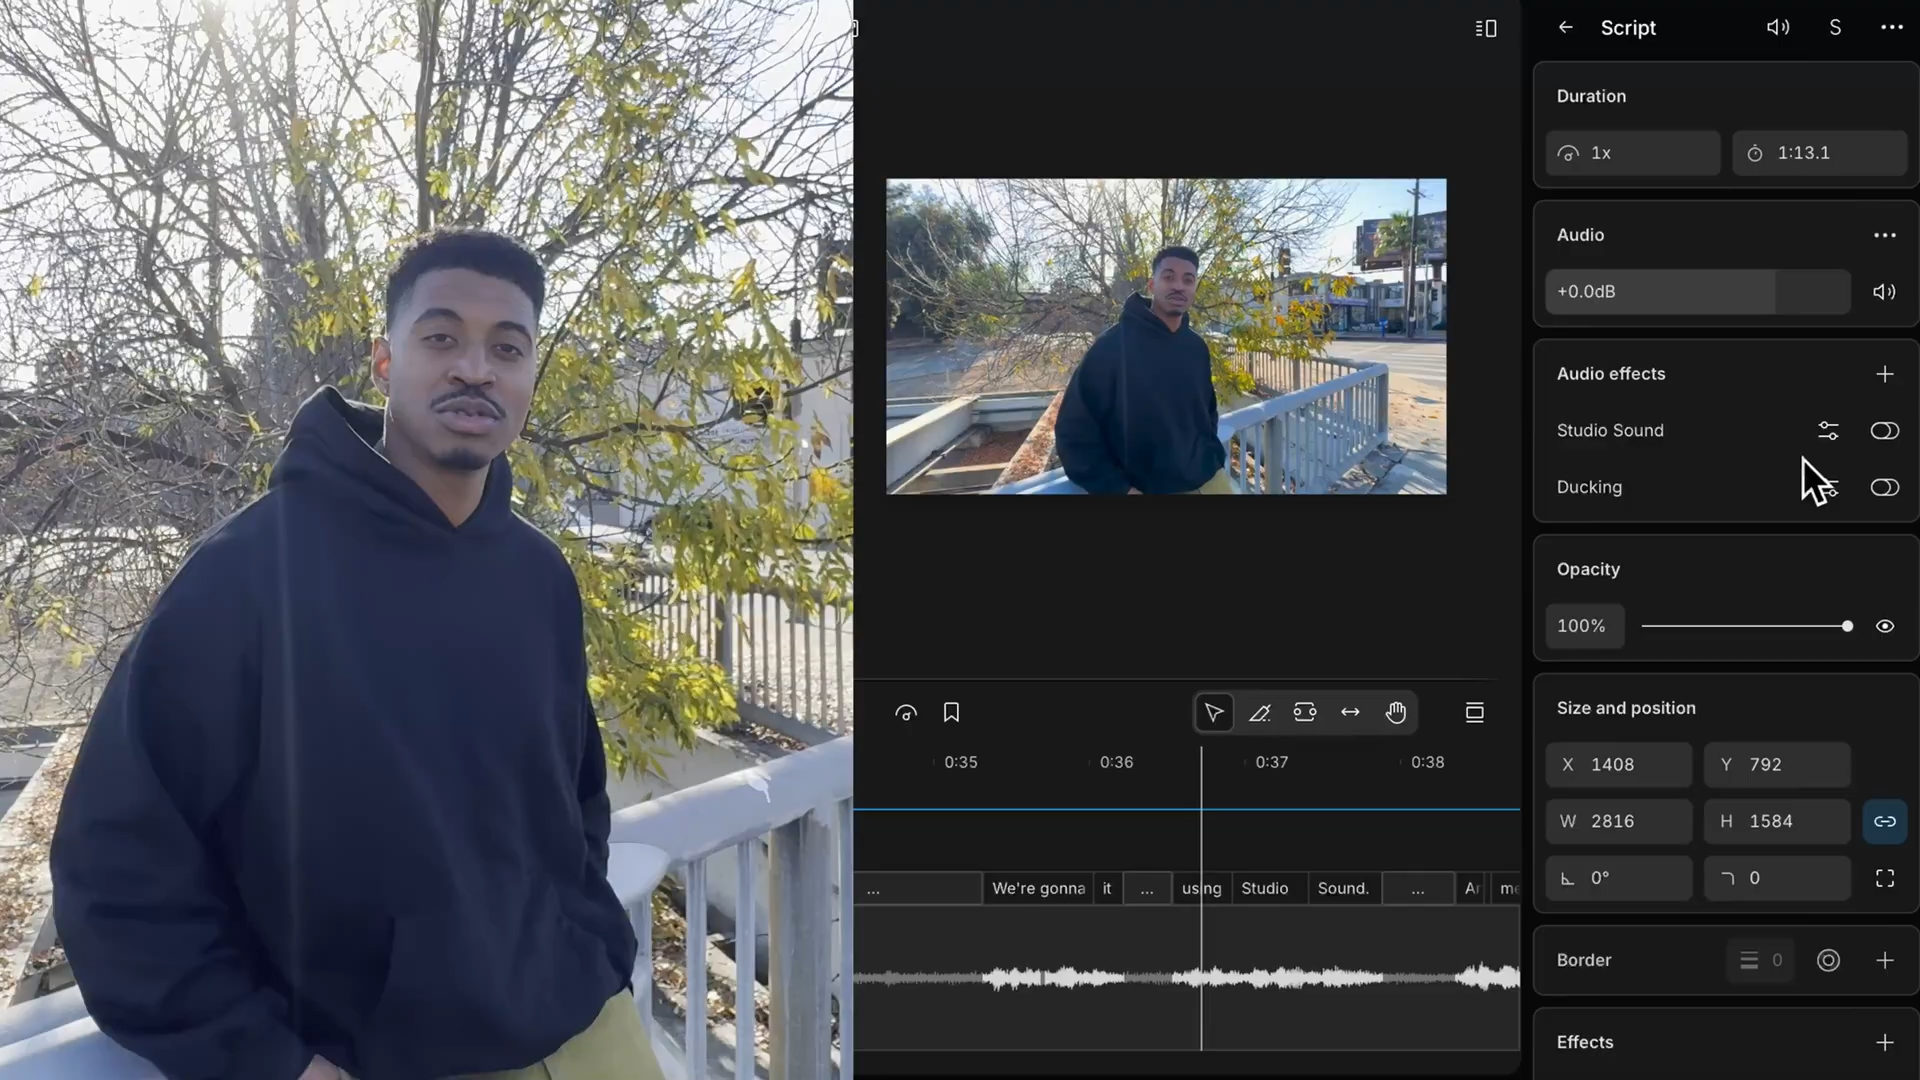 Script
S
Duration
1x
1:13.1
Audio
+0.0dB
Audio effects
Studio Sound
Ducking
Opacity
100%
Size and position
X 1408
Y 792
W 2816
H 1584
0°
0
Border
0
Effects
0:35
0:36
0:37
0:38
... We're gonna it ... using Studio Sound. ... Ar me